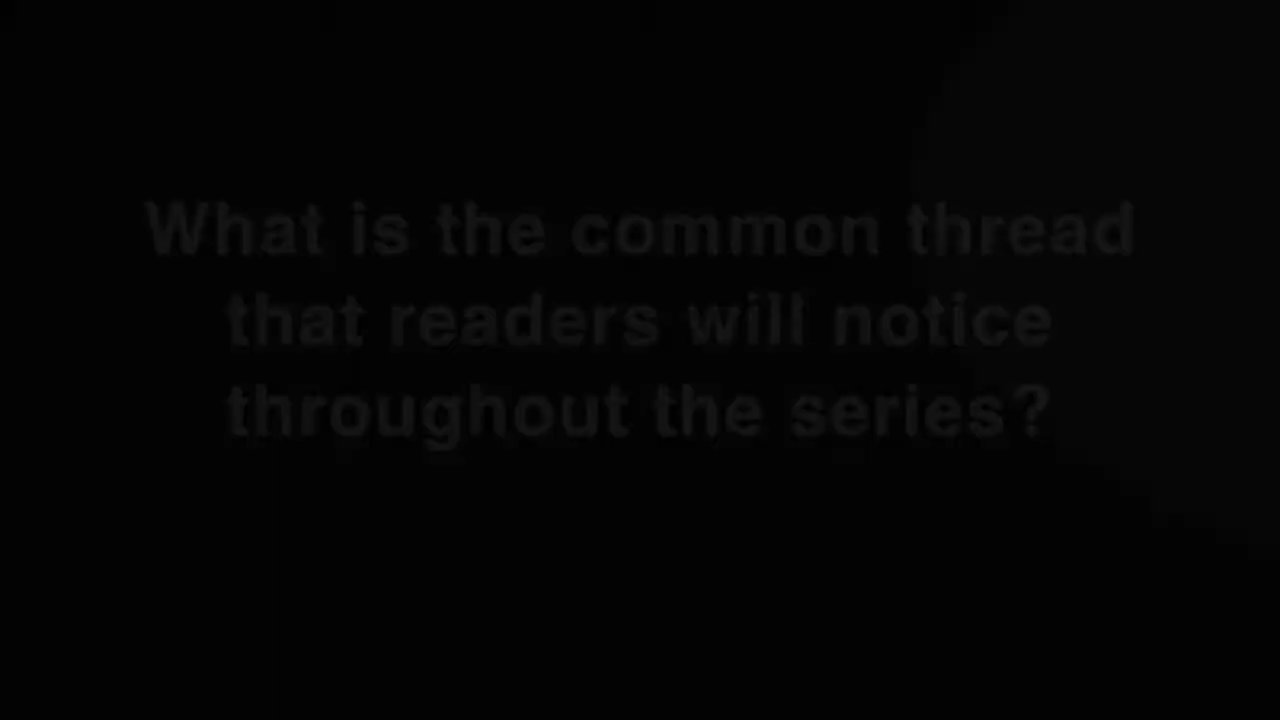 What is the common thread
that readers will notice
throughout the series?